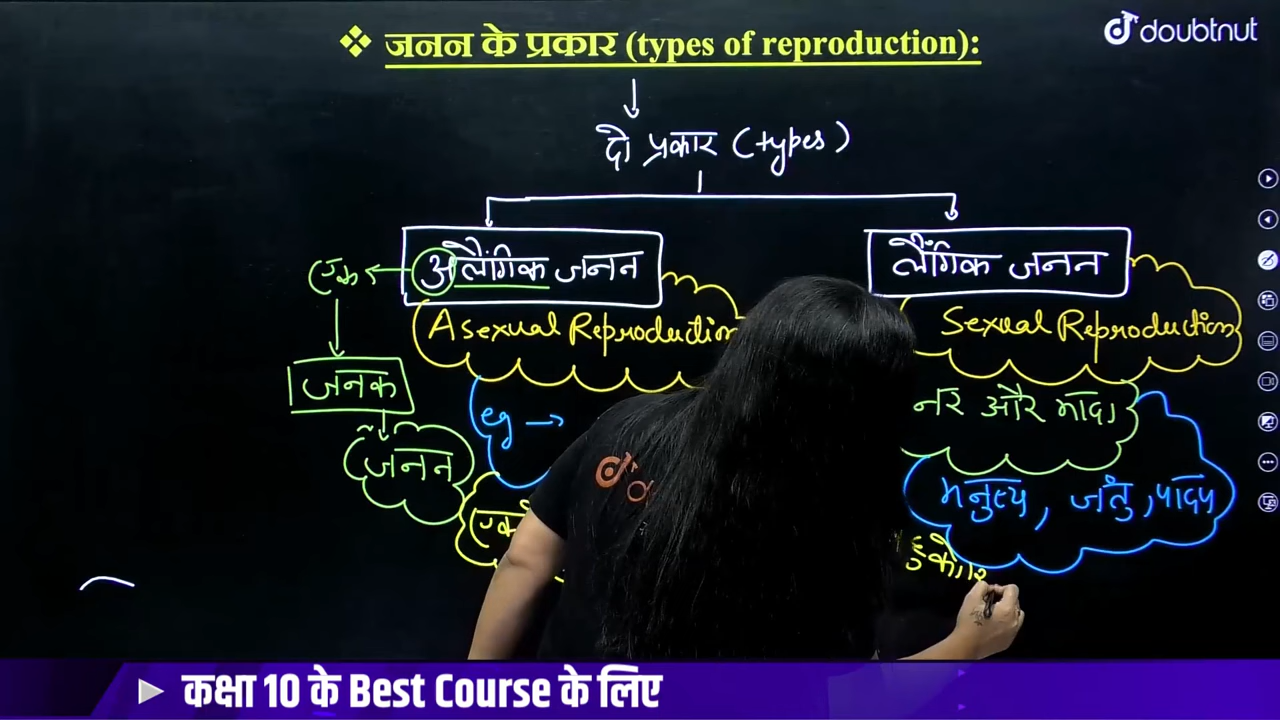 ❖ जनन के प्रकार (types of reproduction):
doubtnut
दो प्रकार (types)
अलैंगिक जनन
लैंगिक जनन
एक
Asexual Reproduction
Sexual Reproduction
जनक
नर और मादा
eg →
जनन
मनुष्य, जंतु, पादप
कक्षा 10 के Best Course के लिए